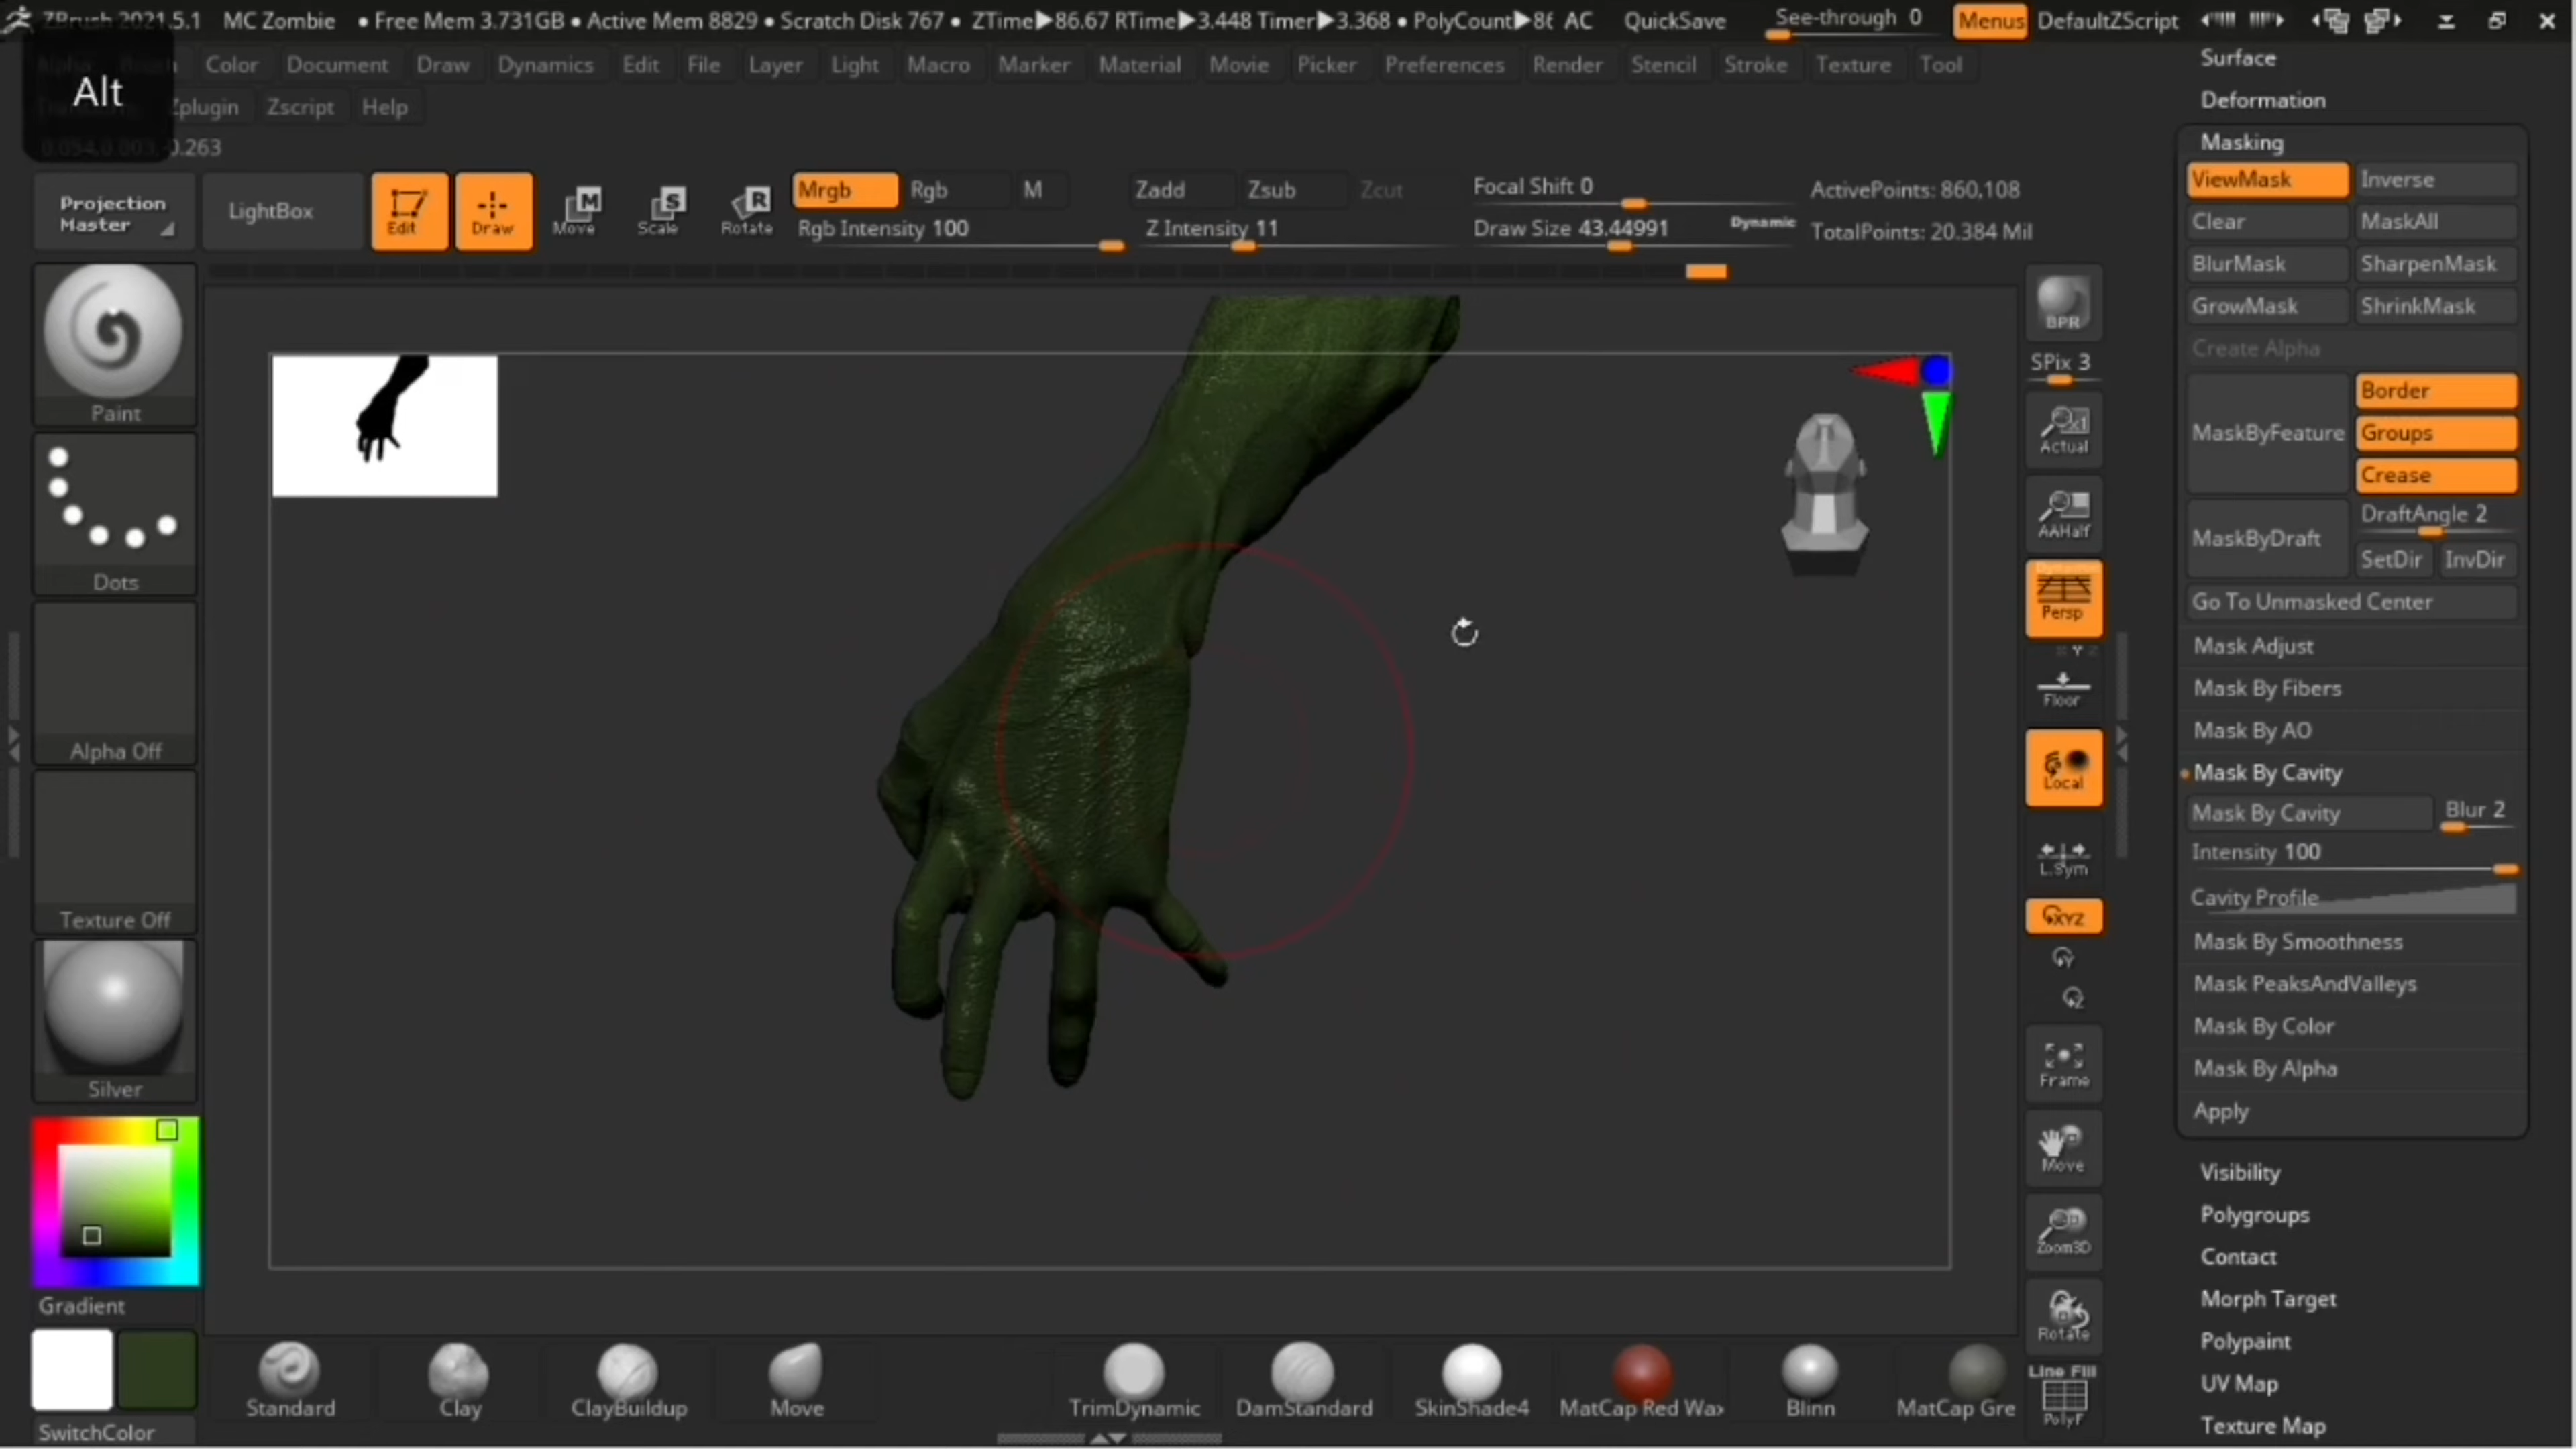 ZBrush 2021.5.1 MC Zombie • Free Mem 3.731GB • Active Mem 8829 • Scratch Disk 767 • ZTime▶86.67 RTime▶3.448 Timer▶3.368 • PolyCount▶86 AC QuickSave See-through 0 Menus DefaultZScript
Alpha Brush Color Document Draw Dynamics Edit File Layer Light Macro Marker Material Movie Picker Preferences Render Stencil Stroke Texture Tool
Zplugin Zscript Help
Alt
Projection Master
LightBox
Edit
Draw
Move
Scale
Rotate
Mrgb Rgb M
Rgb Intensity 100
Zadd Zsub Zcut
Z Intensity 11
Focal Shift 0
Draw Size 43.44991 Dynamic
ActivePoints: 860,108
TotalPoints: 20.384 Mil
Paint
Dots
Alpha Off
Texture Off
Silver
Gradient
SwitchColor
BPR
SPix 3
Actual
AAHalf
Persp
Floor
Local
L.Sym
XYZ
Frame
Move
Zoom3D
Rotate
Line Fill
PolyF
Standard
Clay
ClayBuildup
Move
TrimDynamic
DamStandard
SkinShade4
MatCap Red Wax
Blinn
MatCap Gre
Surface
Deformation
Masking
ViewMask Inverse
Clear MaskAll
BlurMask SharpenMask
GrowMask ShrinkMask
Create Alpha
MaskByFeature
Border
Groups
Crease
MaskByDraft
DraftAngle 2
SetDir InvDir
Go To Unmasked Center
Mask Adjust
Mask By Fibers
Mask By AO
Mask By Cavity
Mask By Cavity Blur 2
Intensity 100
Cavity Profile
Mask By Smoothness
Mask PeaksAndValleys
Mask By Color
Mask By Alpha
Apply
Visibility
Polygroups
Contact
Morph Target
Polypaint
UV Map
Texture Map